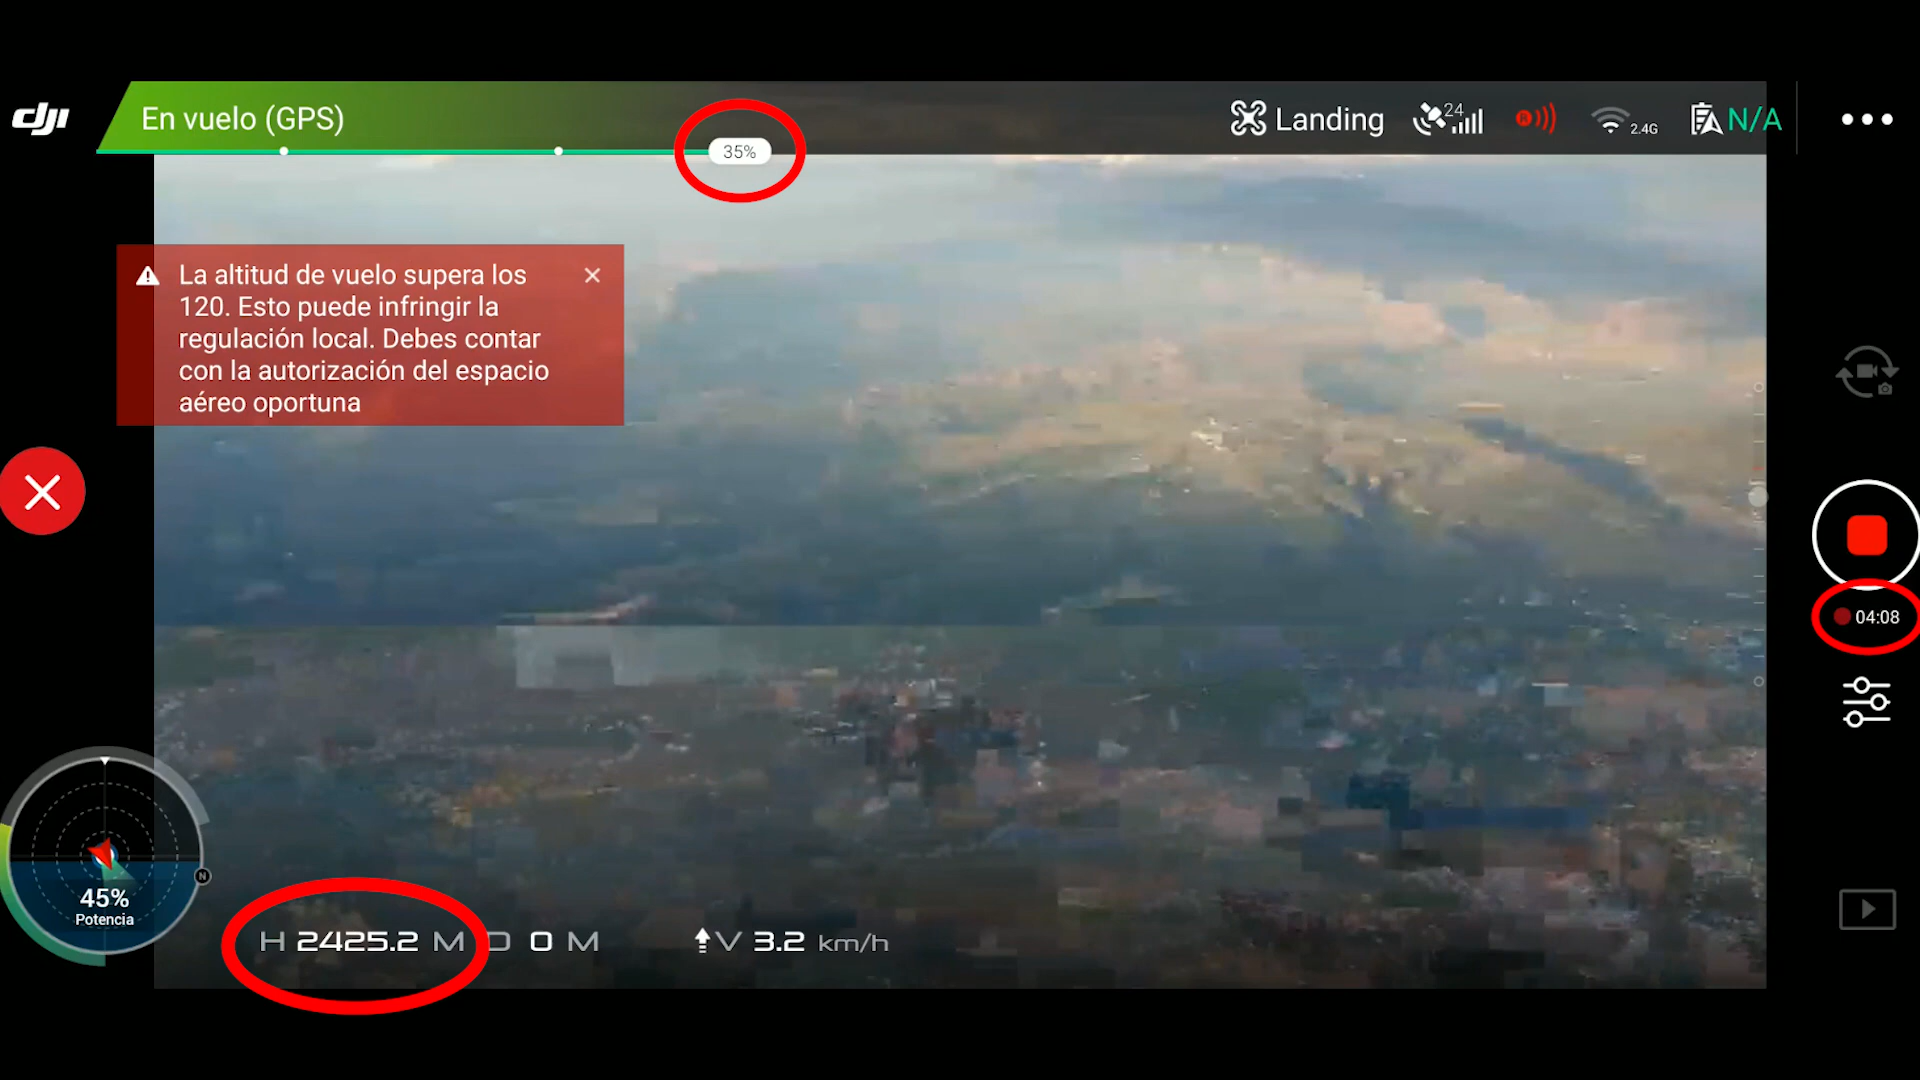 dji
En vuelo (GPS)
Landing
24
R
2.4G
N/A
35%
La altitud de vuelo supera los
120. Esto puede infringir la
regulación local. Debes contar
con la autorización del espacio
aéreo oportuna
04:08
N
45%
Potencia
H 2425.2 M D 0 M
V 3.2 km/h